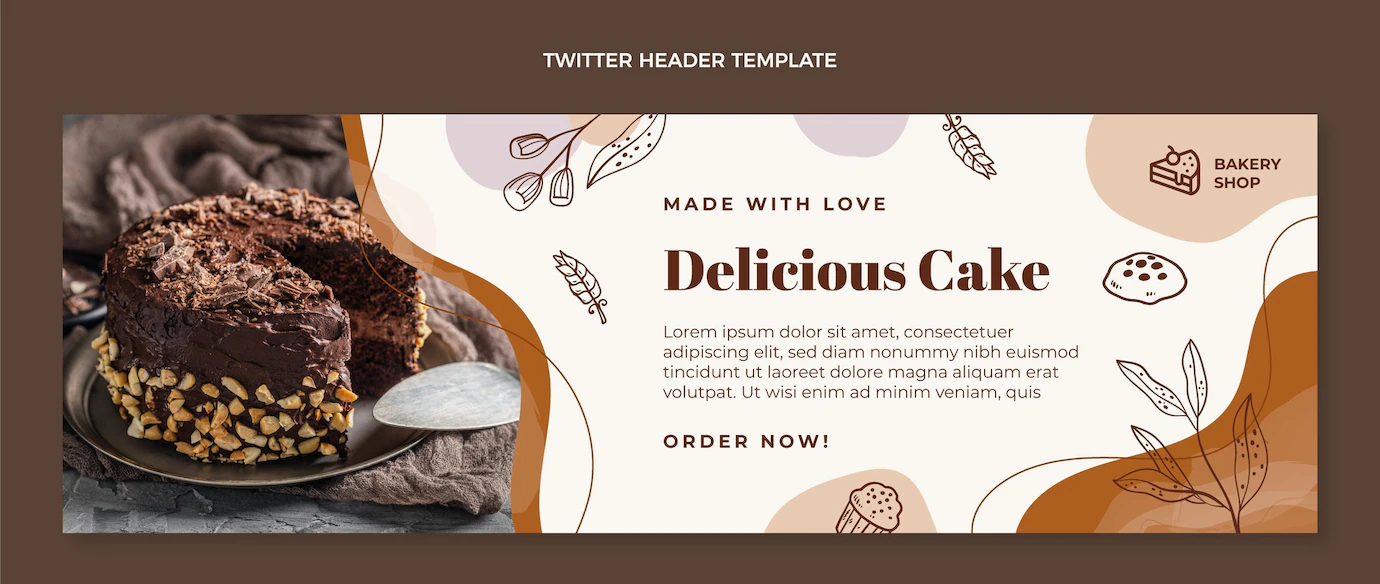 TWITTER HEADER TEMPLATE
BAKERY
SHOP
MADE WITH LOVE
Delicious Cake
Lorem ipsum dolor sit amet, consectetuer
adipiscing elit, sed diam nonummy nibh euismod
tincidunt ut laoreet dolore magna aliquam erat
volutpat. Ut wisi enim ad minim veniam, quis
ORDER NOW!